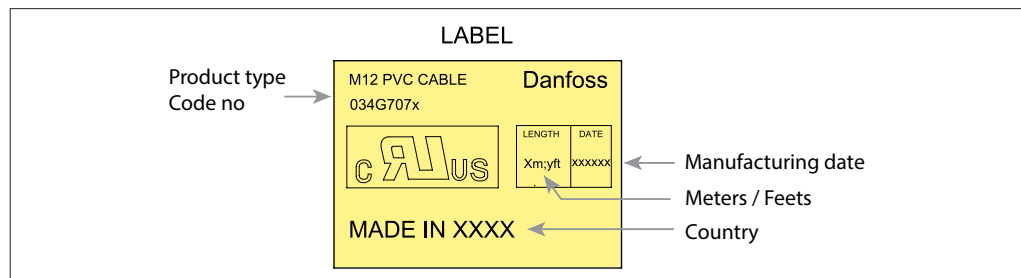 LABEL
Product type
Code no
M12 PVC CABLE
Danfoss
034G707x
c RU US
LENGTH
DATE
Xm;yft
xxxxxx
Manufacturing date
Meters / Feets
MADE IN XXXX
Country